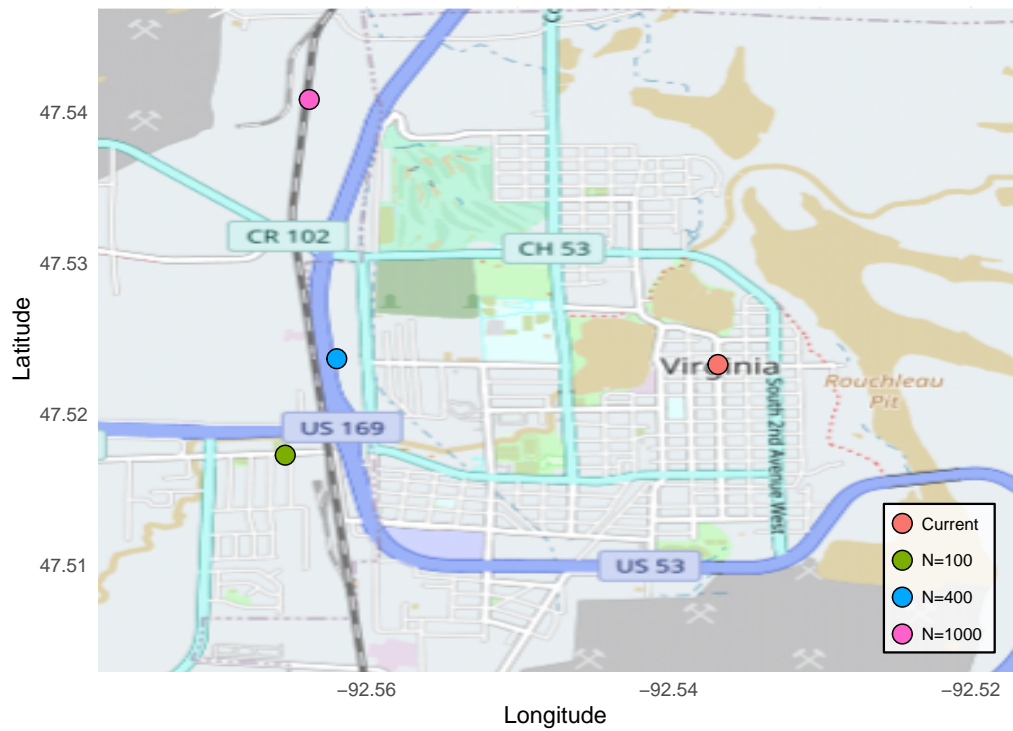 47.54
47.53
47.52
47.51
Latitude
CR 102
CH 53
Virginia
Rouchleau
Pit
US 169
South 2nd Avenue West
US 53
Current
N=100
N=400
N=1000
−92.56
−92.54
−92.52
Longitude